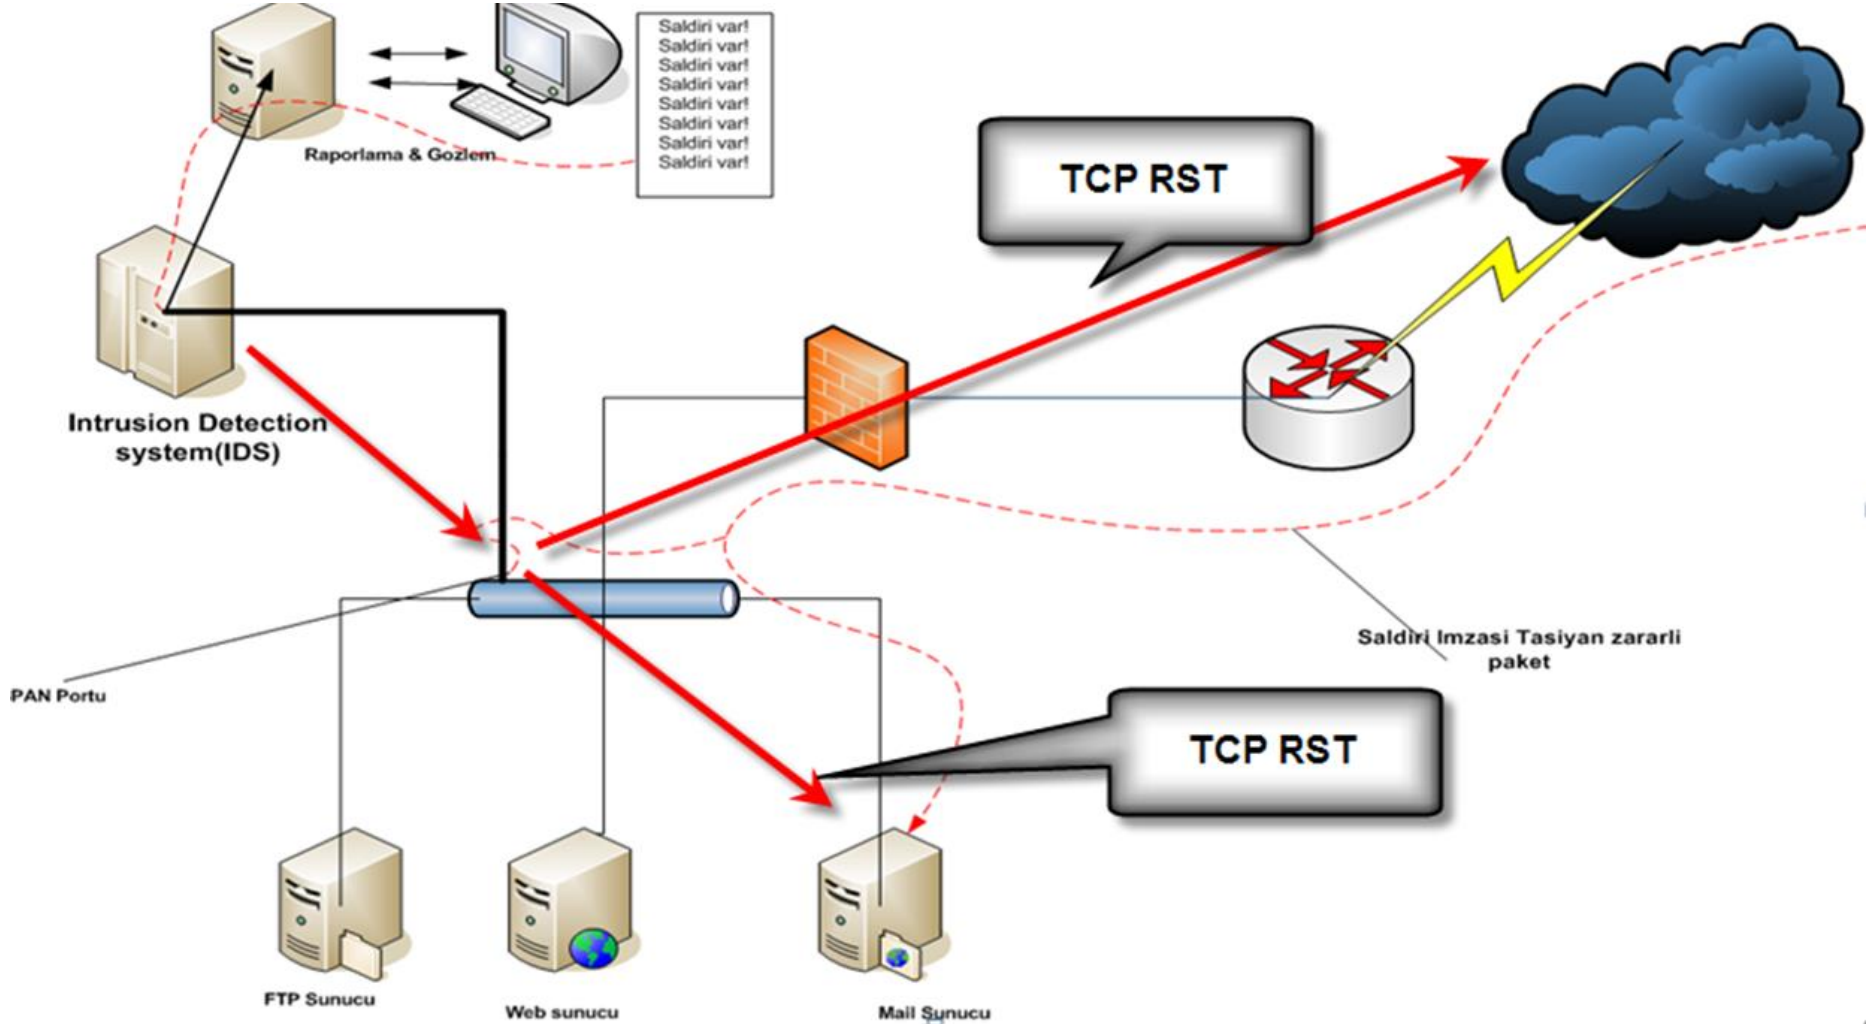 Saldiri var!
Saldiri var!
Saldiri var!
Saldiri var!
Saldiri var!
Saldiri var!
Saldiri var!
Saldiri var!
Raporlama & Gozlem
TCP RST
Intrusion Detection
system(IDS)
Saldiri Imzasi Tasiyan zararli
paket
PAN Portu
TCP RST
FTP Sunucu
Web sunucu
Mail Sunucu